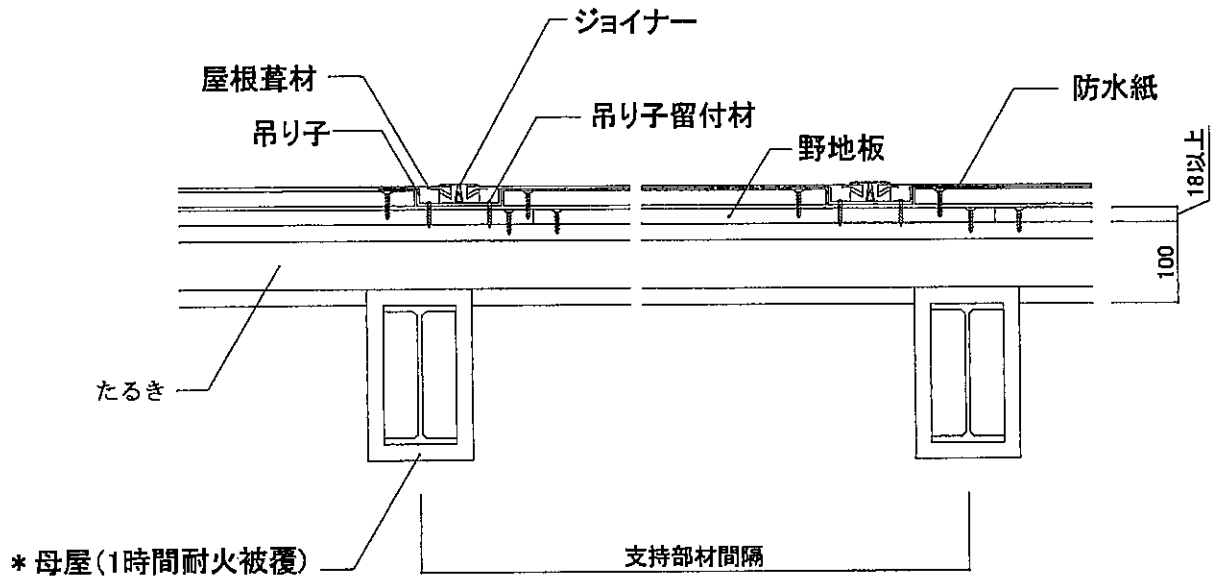 ジョイナー
屋根葺材
防水紙
吊り子
吊り子留付材
野地板
18以上
100
たるき
*母屋(1時間耐火被覆)
支持部材間隔